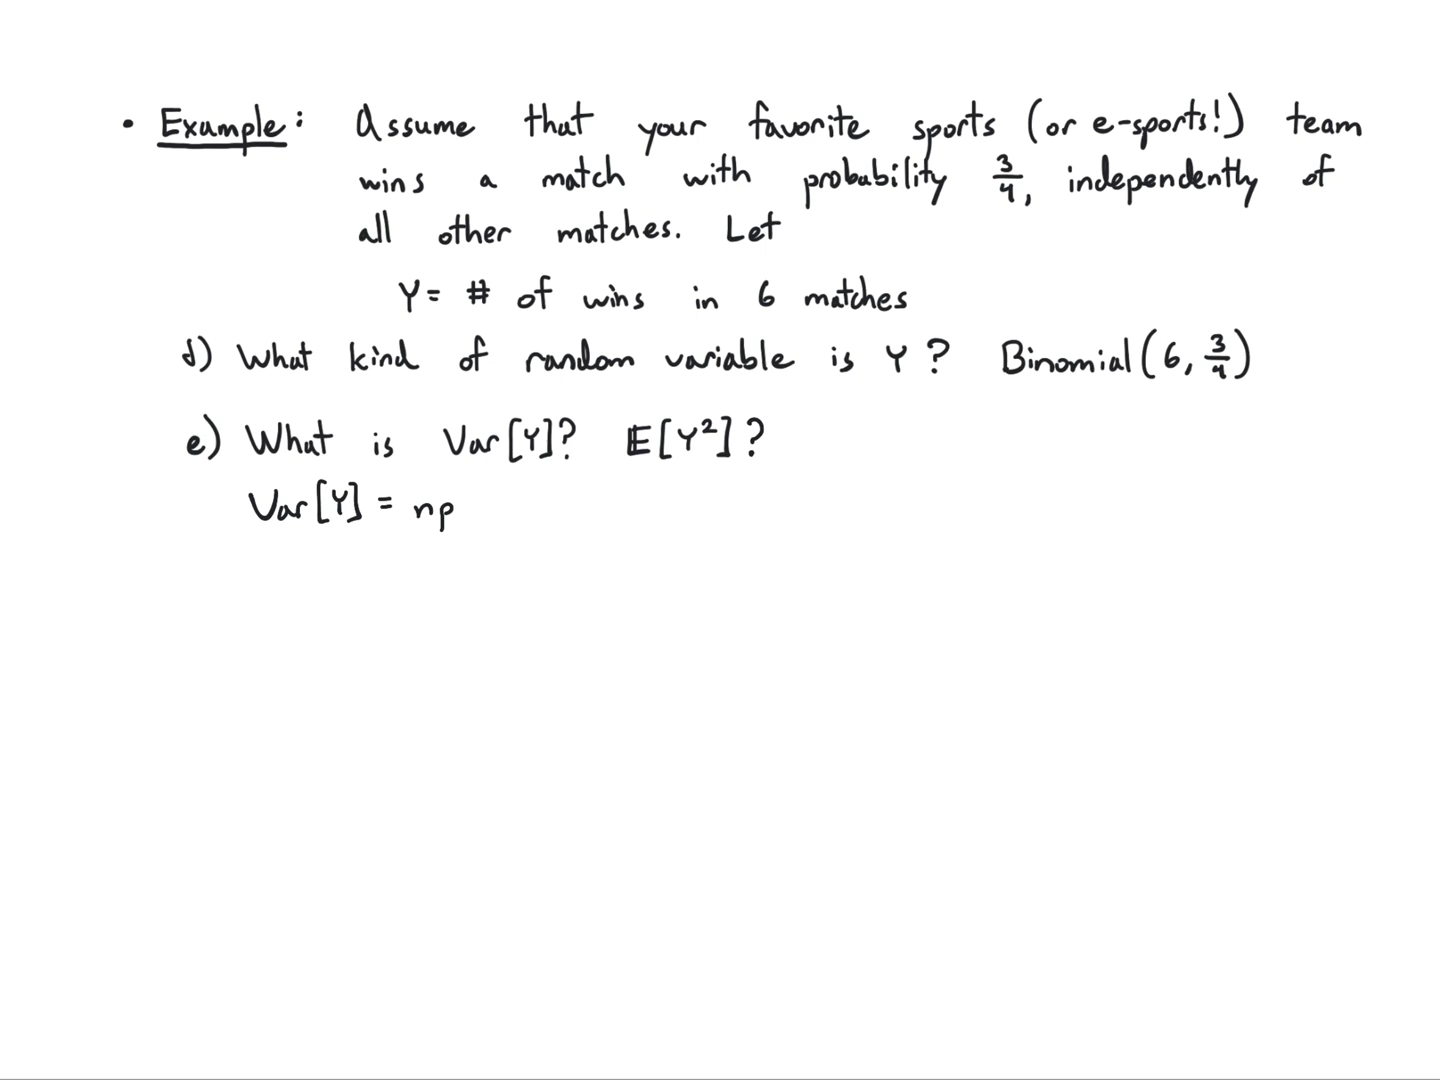 • Example: Assume that your favorite sports (or e-sports!) team
wins a match with probability 3/4, independently of
all other matches. Let
Y = # of wins in 6 matches
d) What kind of random variable is Y? Binomial(6, 3/4)
e) What is Var[Y]? 𝔼[Y²]?
Var[Y] = np